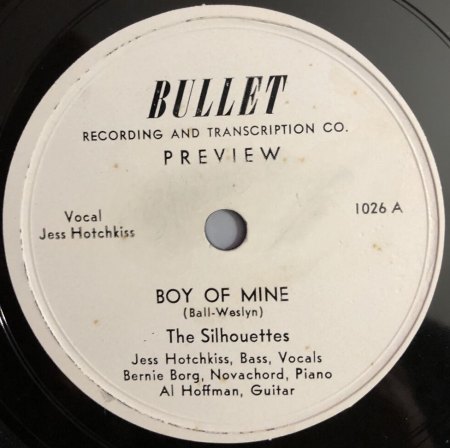 BULLET
RECORDING AND TRANSCRIPTION CO.
PREVIEW
Vocal
Jess Hotchkiss
1026 A
BOY OF MINE
(Ball-Weslyn)
The Silhouettes
Jess Hotchkiss, Bass, Vocals
Bernie Borg, Novachord, Piano
Al Hoffman, Guitar